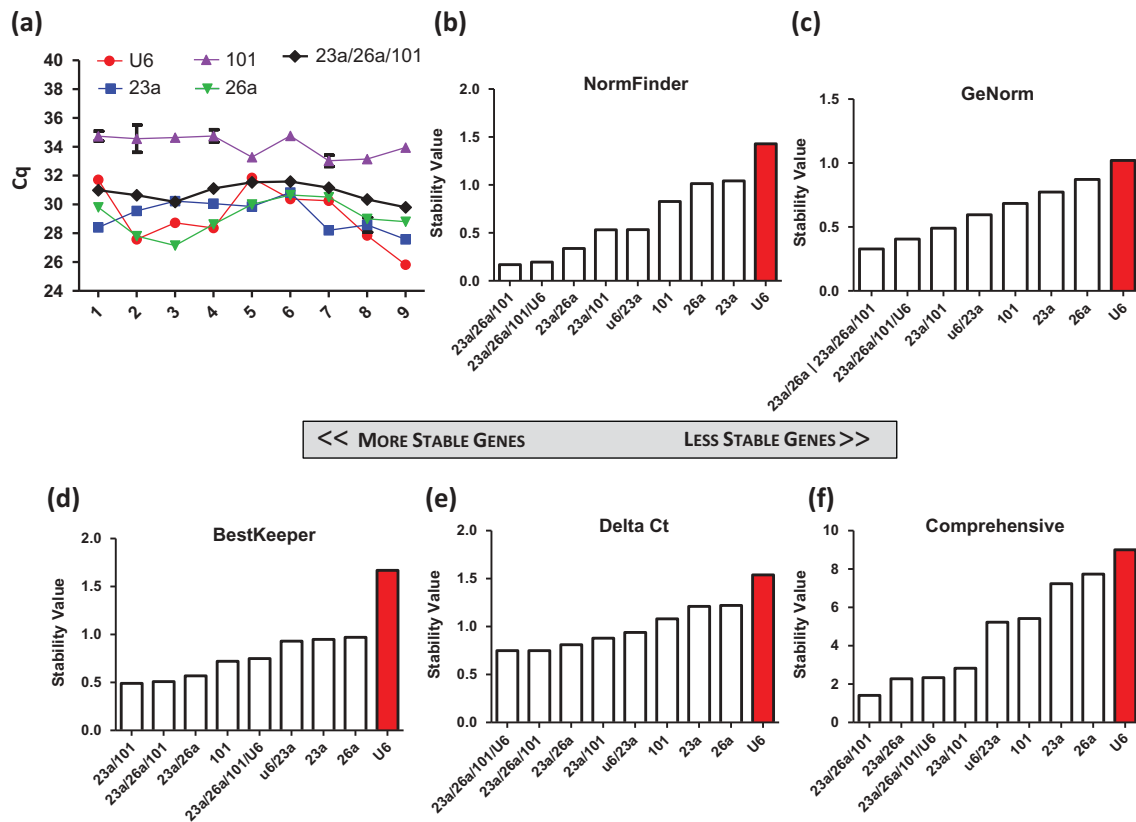 (a)
U6
101
23a/26a/101
23a
26a
Cq
40
38
36
34
32
30
28
26
24
1
2
3
4
5
6
7
8
9
(b)
NormFinder
Stability Value
2.0
1.5
1.0
0.5
0.0
23a/26a/101
23a/26a/101/U6
23a/26a
23a/101
u6/23a
101
26a
23a
U6
(c)
GeNorm
Stability Value
1.5
1.0
0.5
0.0
23a/26a | 23a/26a/101
23a/26a/101/U6
23a/101
u6/23a
101
23a
26a
U6
<< MORE STABLE GENES LESS STABLE GENES >>
(d)
BestKeeper
Stability Value
2.0
1.5
1.0
0.5
0.0
23a/101
23a/26a/101
23a/26a
101
23a/26a/101/U6
u6/23a
23a
26a
U6
(e)
Delta Ct
Stability Value
2.0
1.5
1.0
0.5
0.0
23a/26a/101/U6
23a/26a/101
23a/26a
23a/101
u6/23a
101
23a
26a
U6
(f)
Comprehensive
Stability Value
10
8
6
4
2
0
23a/26a/101
23a/26a
23a/26a/101/U6
23a/101
u6/23a
101
23a
26a
U6